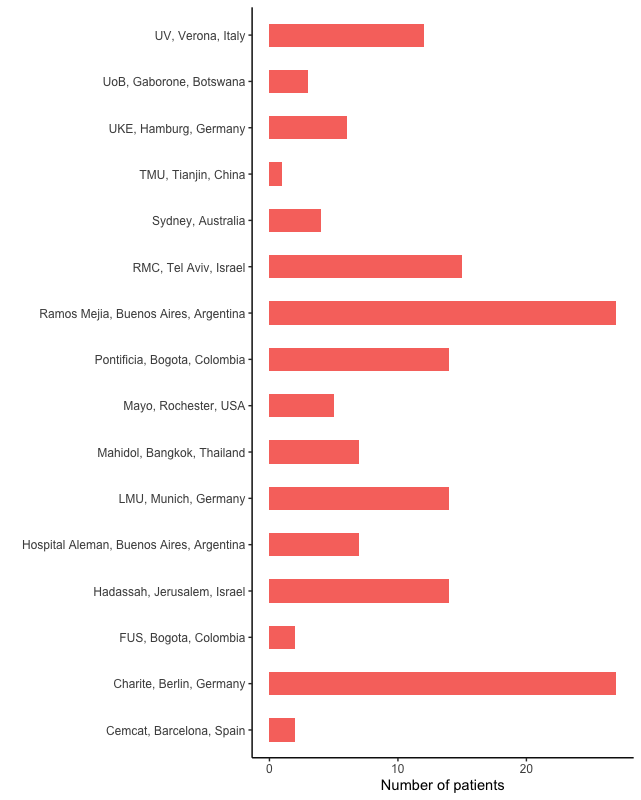 UV, Verona, Italy
UoB, Gaborone, Botswana
UKE, Hamburg, Germany
TMU, Tianjin, China
Sydney, Australia
RMC, Tel Aviv, Israel
Ramos Mejia, Buenos Aires, Argentina
Pontificia, Bogota, Colombia
Mayo, Rochester, USA
Mahidol, Bangkok, Thailand
LMU, Munich, Germany
Hospital Aleman, Buenos Aires, Argentina
Hadassah, Jerusalem, Israel
FUS, Bogota, Colombia
Charite, Berlin, Germany
Cemcat, Barcelona, Spain
0 10 20
Number of patients